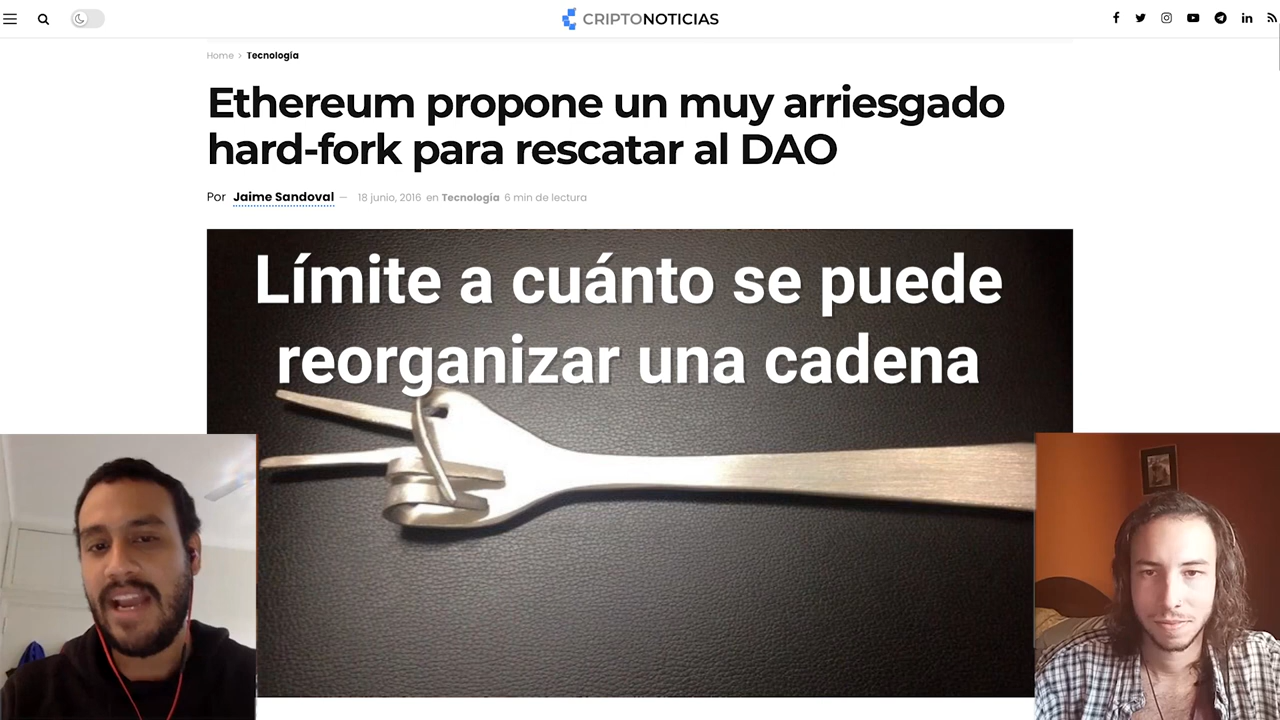 CRIPTONOTICIAS
Home > Tecnología
Ethereum propone un muy arriesgado
hard-fork para rescatar al DAO
Por Jaime Sandoval — 18 junio, 2016 en Tecnología 6 min de lectura
Límite a cuánto se puede
reorganizar una cadena